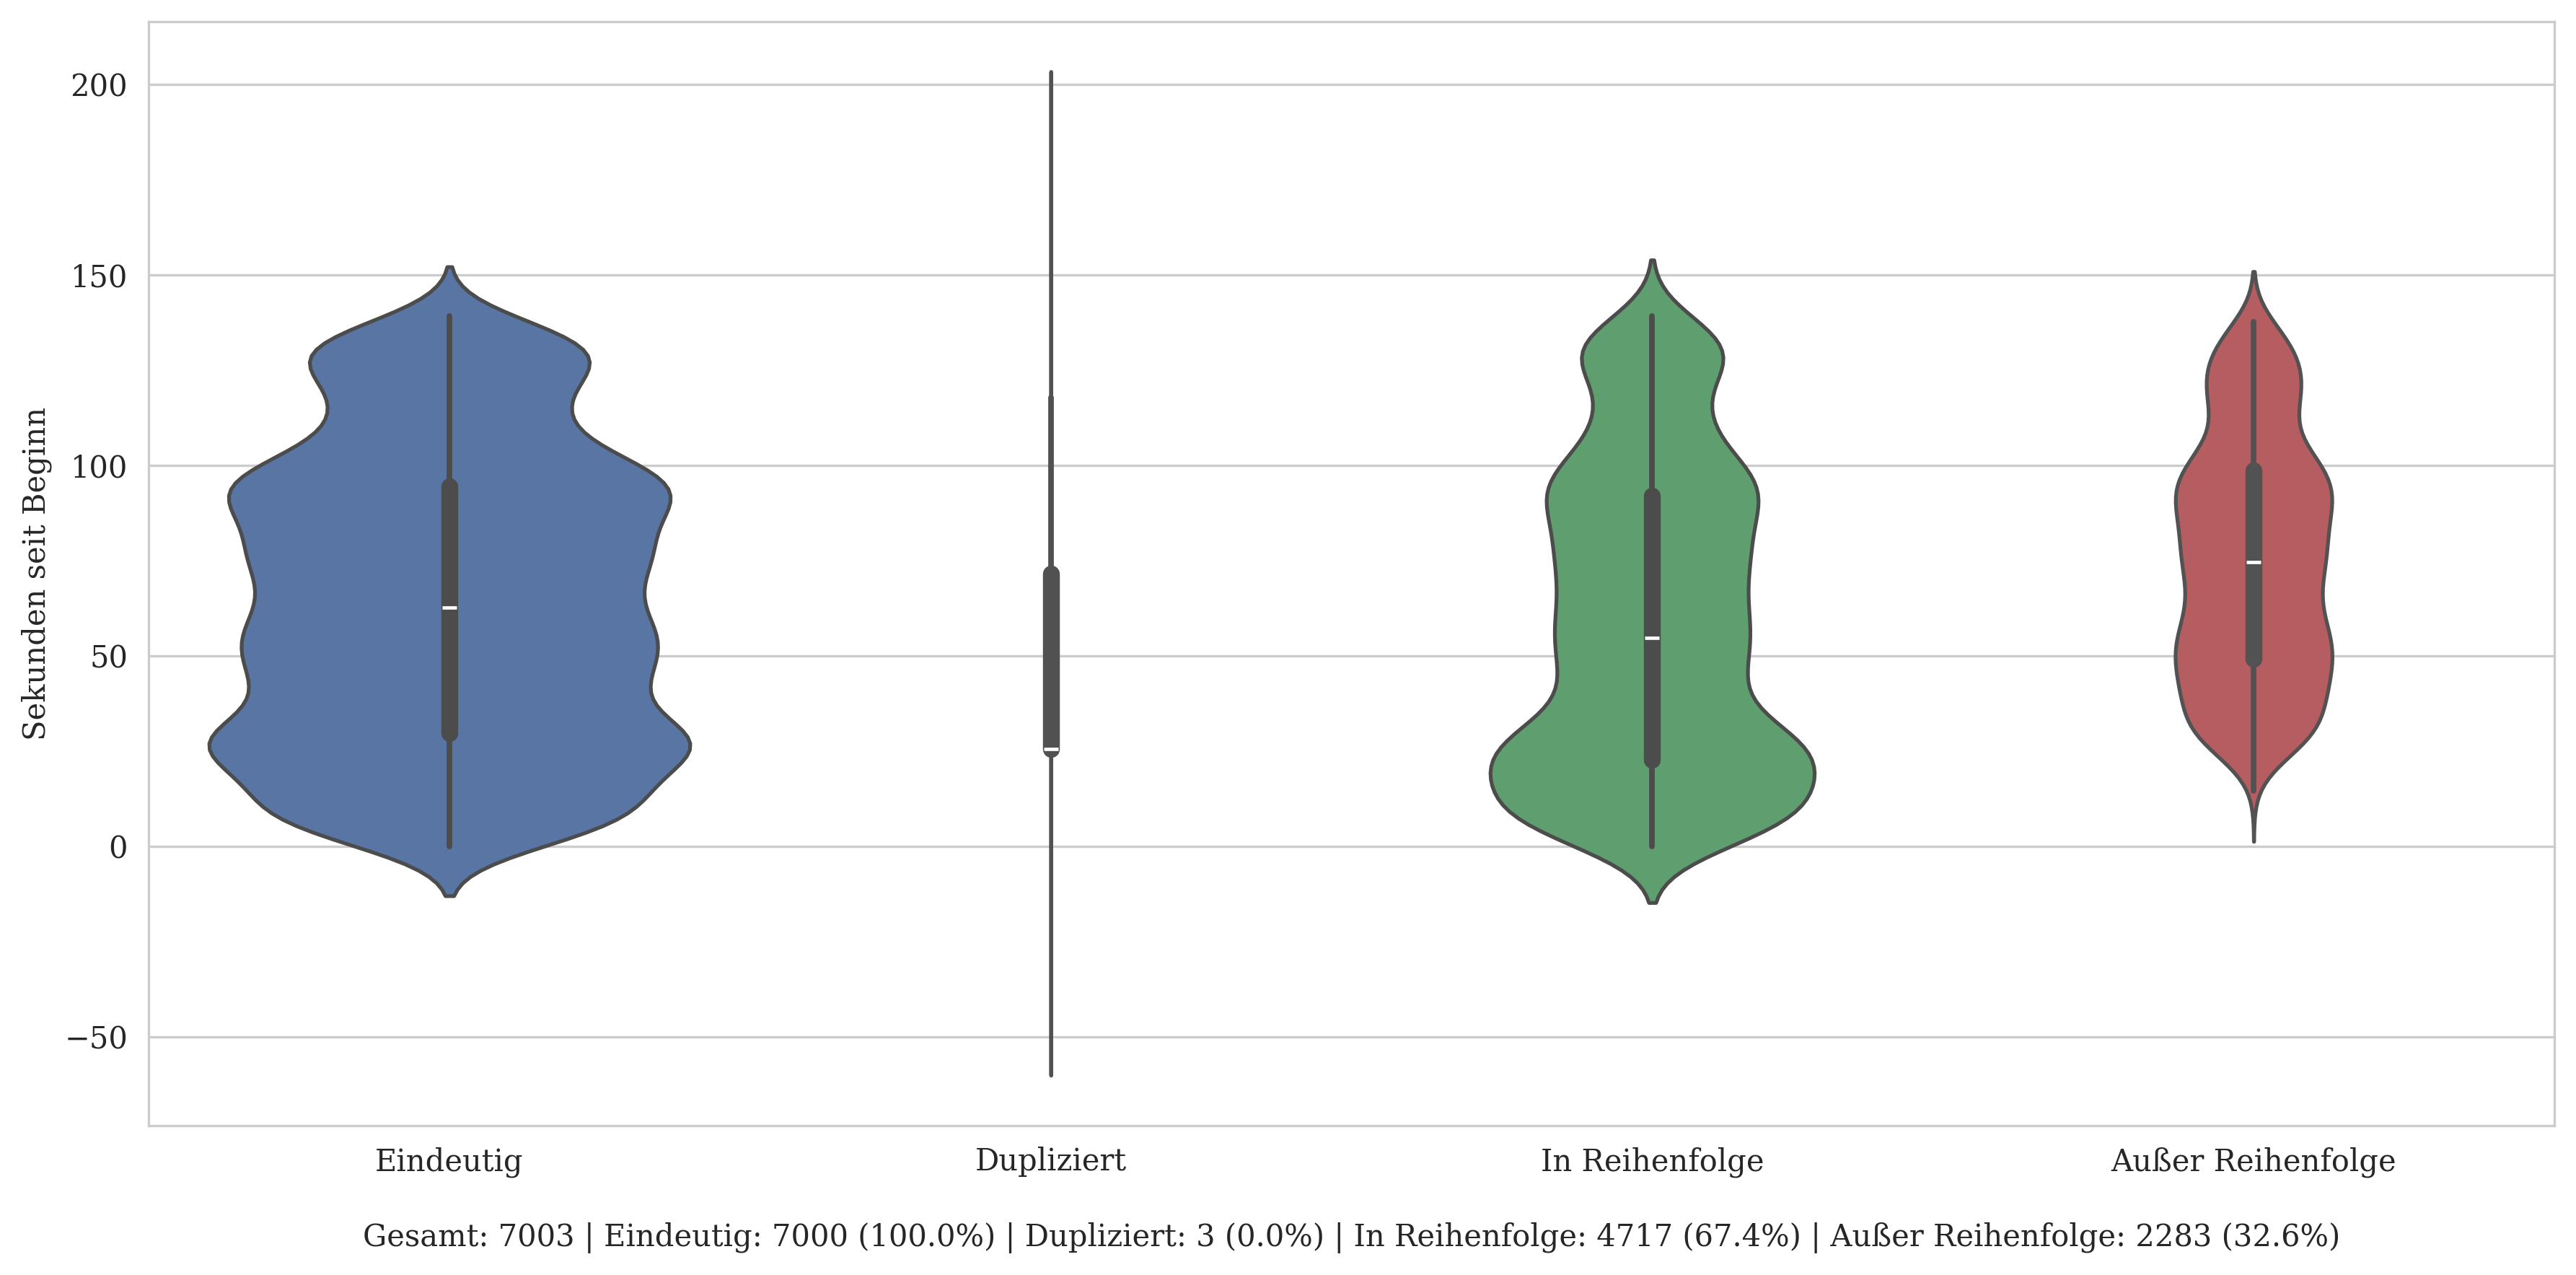 Sekunden seit Beginn
200
150
100
50
0
−50
Eindeutig
Dupliziert
In Reihenfolge
Außer Reihenfolge
Gesamt: 7003 | Eindeutig: 7000 (100.0%) | Dupliziert: 3 (0.0%) | In Reihenfolge: 4717 (67.4%) | Außer Reihenfolge: 2283 (32.6%)